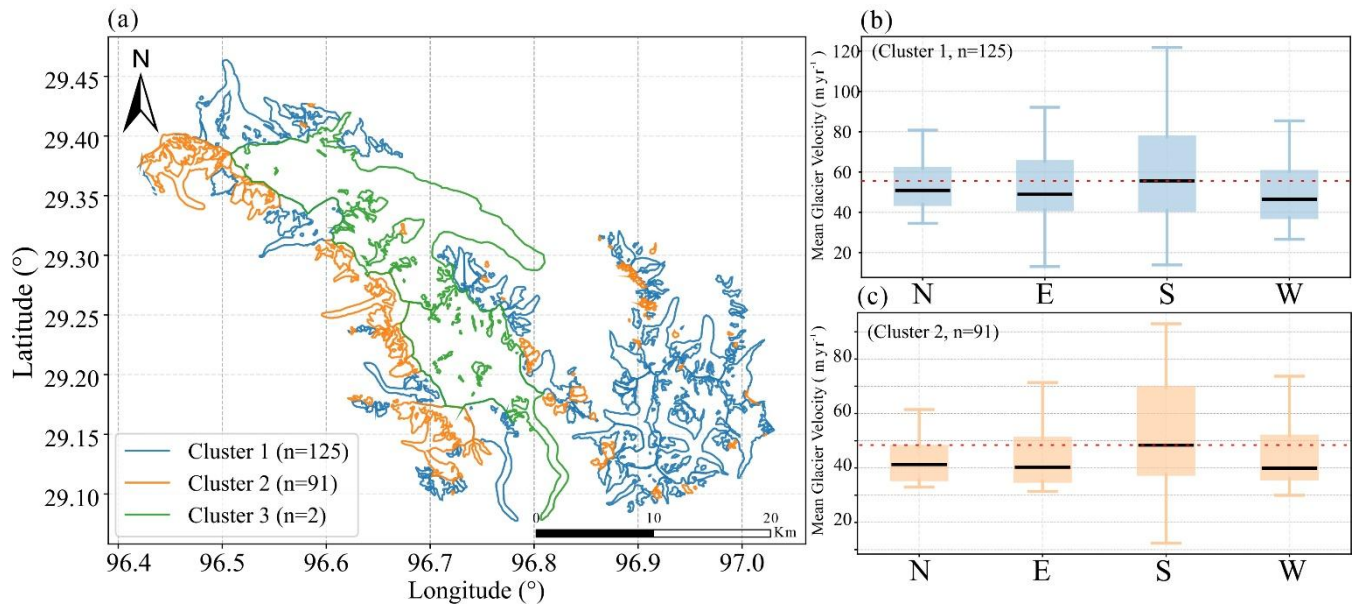 (a)
N
29.45
29.40
29.35
29.30
29.25
29.20
29.15
29.10
Latitude (°)
Cluster 1 (n=125)
Cluster 2 (n=91)
Cluster 3 (n=2)
0 10 20
Km
96.4 96.5 96.6 96.7 96.8 96.9 97.0
Longitude (°)
(b)
(Cluster 1, n=125)
Mean Glacier Velocity ( m yr⁻¹)
120
100
80
60
40
20
N E S W
(c)
(Cluster 2, n=91)
Mean Glacier Velocity ( m yr⁻¹)
80
60
40
20
N E S W